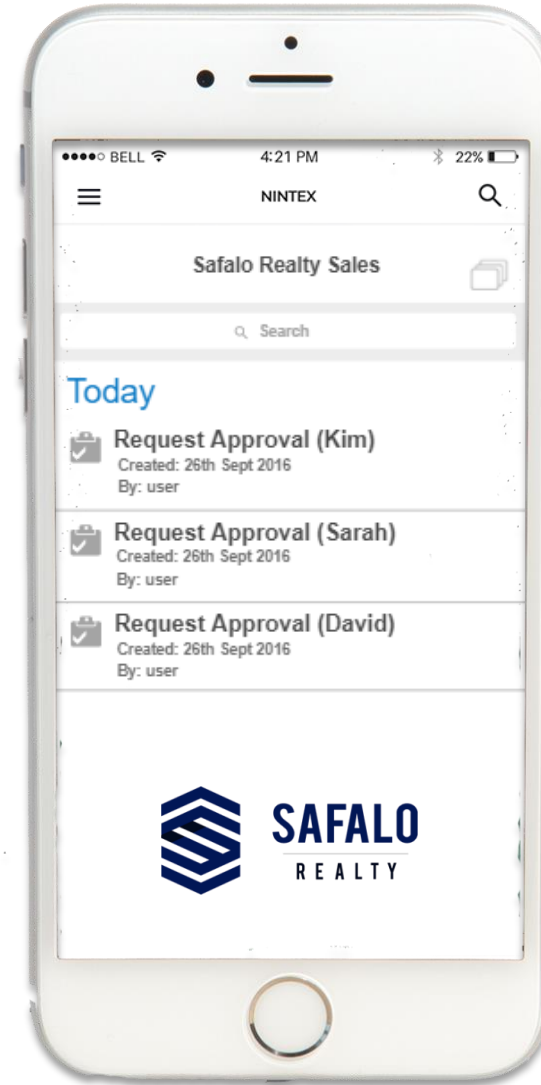 ●●●●○ BELL 4:21 PM 22%
NINTEX
Safalo Realty Sales
Search
Today
Request Approval (Kim)
Created: 26th Sept 2016
By: user
Request Approval (Sarah)
Created: 26th Sept 2016
By: user
Request Approval (David)
Created: 26th Sept 2016
By: user
SAFALO
REALTY